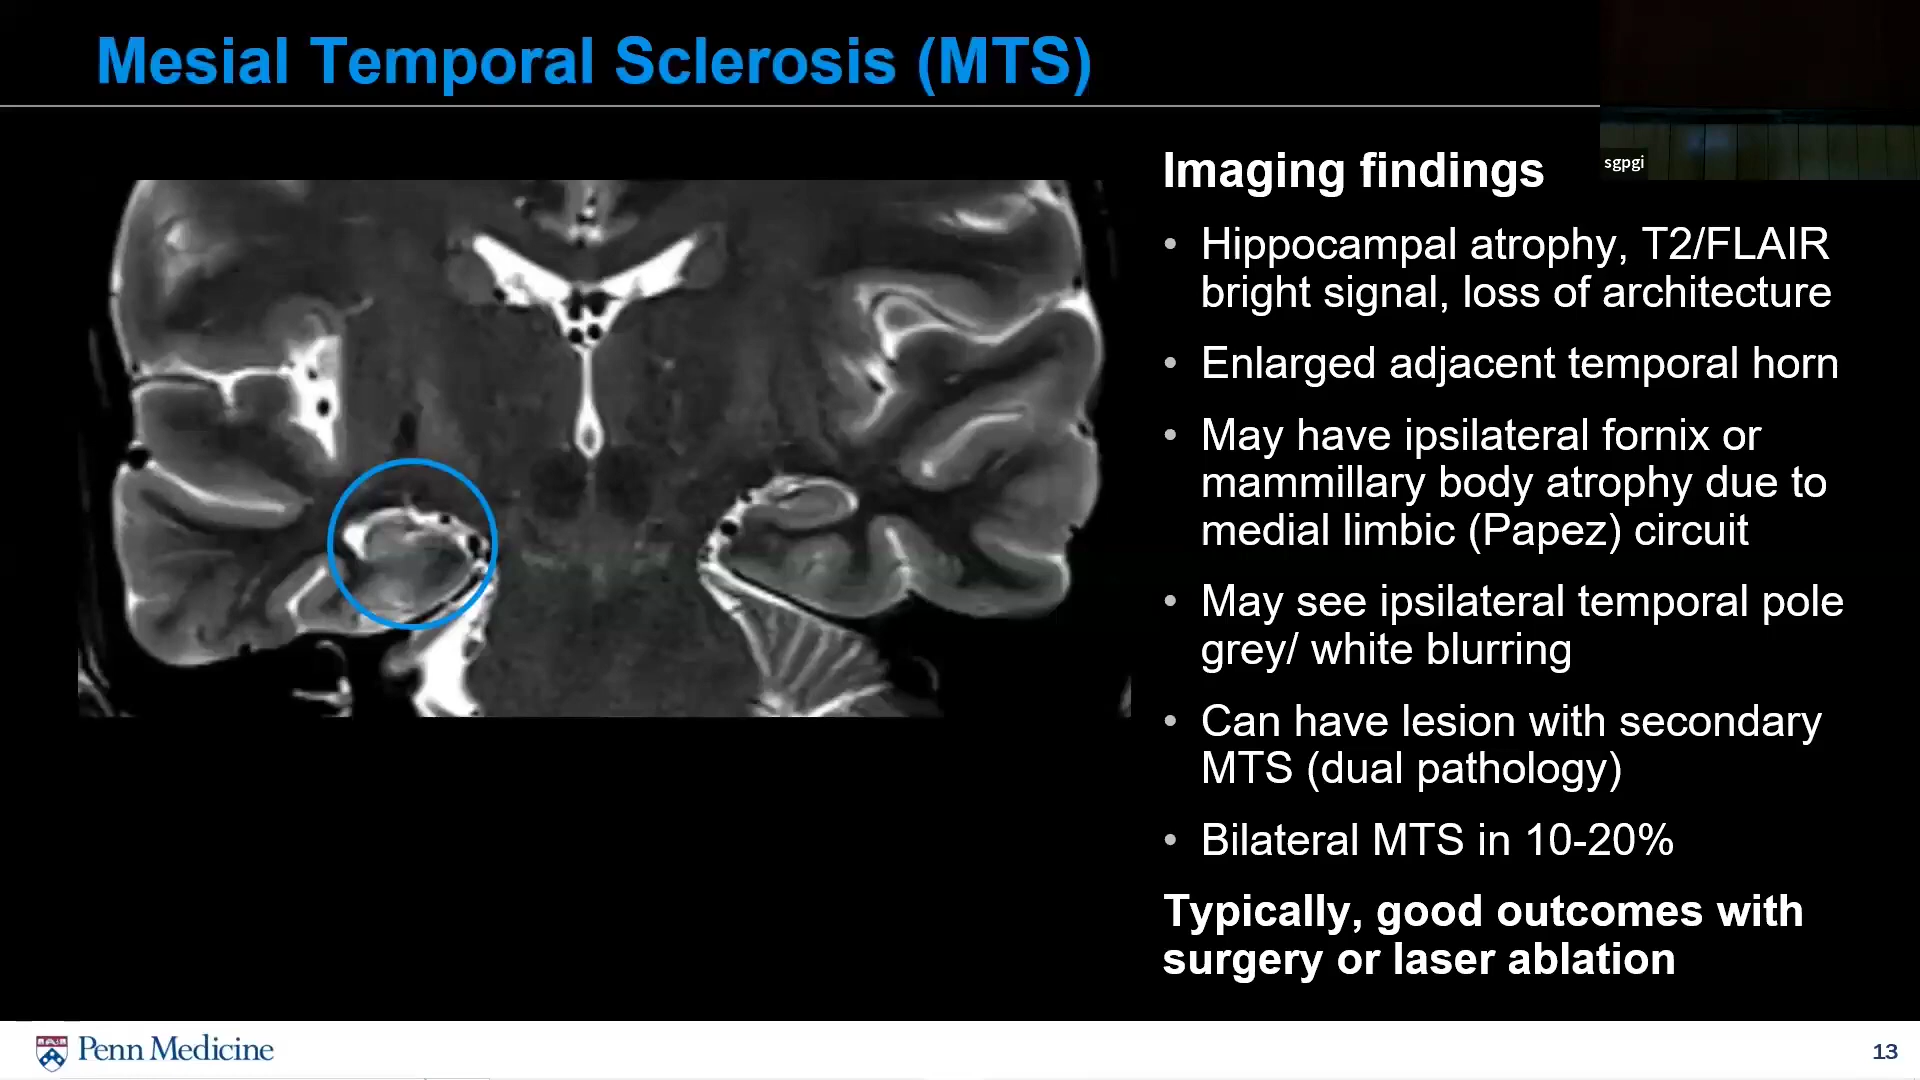 Mesial Temporal Sclerosis (MTS)
sgpgi
Imaging findings
• Hippocampal atrophy, T2/FLAIR
bright signal, loss of architecture
• Enlarged adjacent temporal horn
• May have ipsilateral fornix or
mammillary body atrophy due to
medial limbic (Papez) circuit
• May see ipsilateral temporal pole
grey/ white blurring
• Can have lesion with secondary
MTS (dual pathology)
• Bilateral MTS in 10-20%
Typically, good outcomes with
surgery or laser ablation
Penn Medicine
13